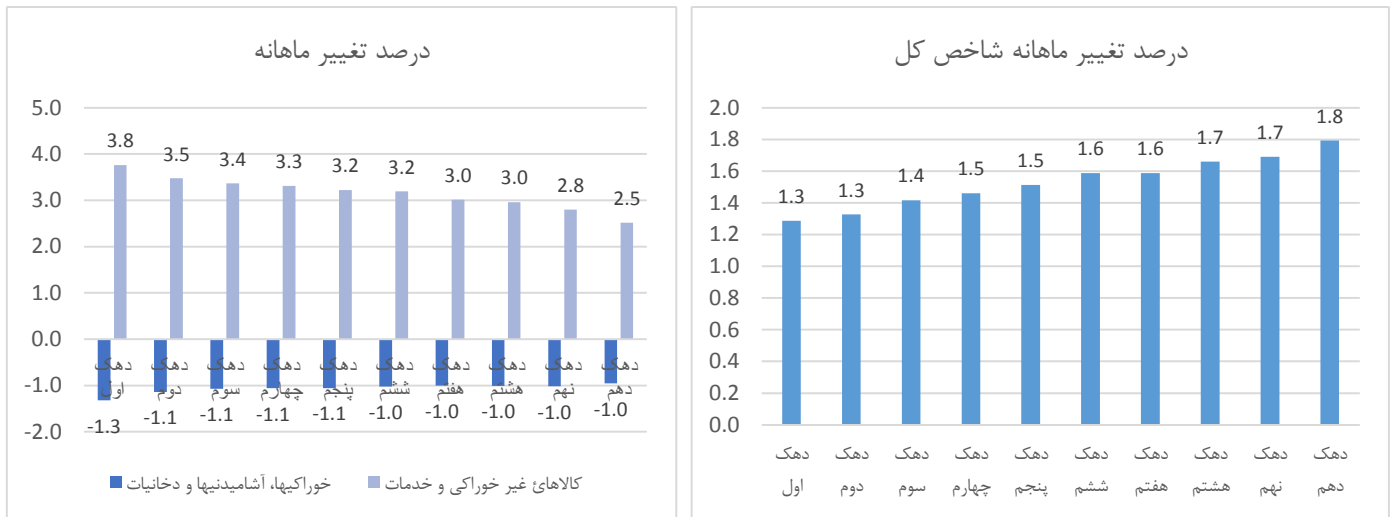 درصد تغییر ماهانه
5.0
4.0
3.0
2.0
1.0
0.0
-1.0
-2.0
3.8 3.5 3.4 3.3 3.2 3.2 3.0 3.0 2.8 2.5
دهک اول دهک دوم دهک سوم دهک چهارم دهک پنجم دهک ششم دهک هفتم دهک هشتم دهک نهم دهک دهم
-1.3 -1.1 -1.1 -1.1 -1.1 -1.0 -1.0 -1.0 -1.0 -1.0
خوراکیها، آشامیدنیها و دخانیات
کالاهائ غیر خوراکی و خدمات
درصد تغییر ماهانه شاخص کل
2.0
1.8
1.6
1.4
1.2
1.0
0.8
0.6
0.4
0.2
0.0
1.3 1.3 1.4 1.5 1.5 1.6 1.6 1.7 1.7 1.8
دهک اول دهک دوم دهک سوم دهک چهارم دهک پنجم دهک ششم دهک هفتم دهک هشتم دهک نهم دهک دهم